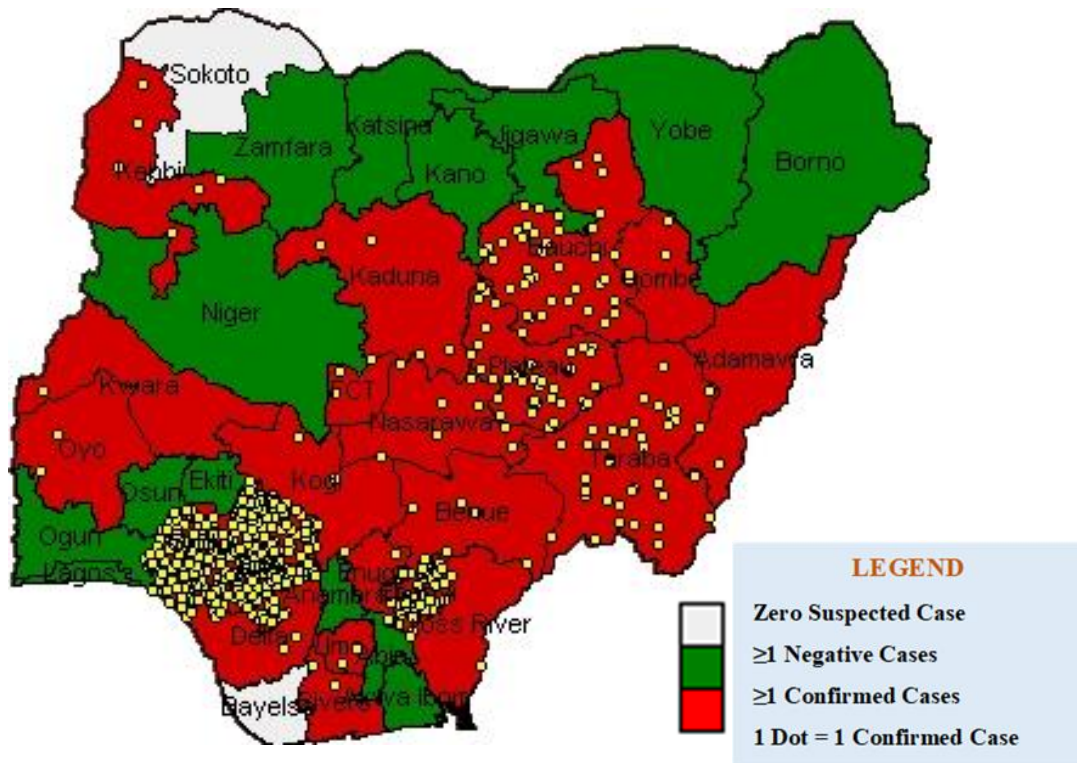 Sokoto
Katsina
Jigawa
Yobe
Zamfara
Borno
Kebbi
Kano
Bauchi
Kaduna
Gombe
Niger
Plateau
Adamawa
Kwara
FCT
Nasarawa
Oyo
Taraba
Kogi
Ekiti
Osun
Benue
Ogun
Lagos
Enugu
Anambra
Cross River
Delta
Imo
Abia
Bayelsa
Rivers
Akwa Ibom
LEGEND
Zero Suspected Case
≥1 Negative Cases
≥1 Confirmed Cases
1 Dot = 1 Confirmed Case